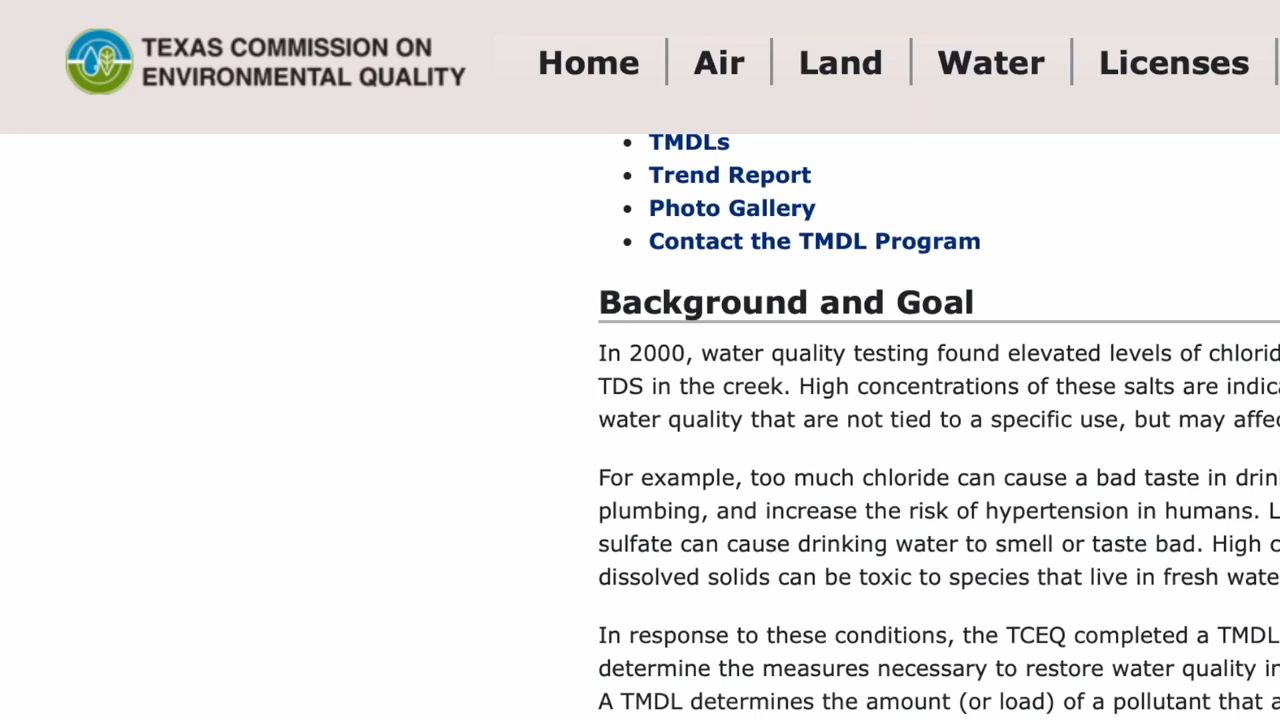 TEXAS COMMISSION ON
ENVIRONMENTAL QUALITY
Home Air Land Water Licenses
• TMDLs
• Trend Report
• Photo Gallery
• Contact the TMDL Program
Background and Goal
In 2000, water quality testing found elevated levels of chlorid
TDS in the creek. High concentrations of these salts are indica
water quality that are not tied to a specific use, but may affec
For example, too much chloride can cause a bad taste in drin
plumbing, and increase the risk of hypertension in humans. L
sulfate can cause drinking water to smell or taste bad. High c
dissolved solids can be toxic to species that live in fresh wate
In response to these conditions, the TCEQ completed a TMDL
determine the measures necessary to restore water quality in
A TMDL determines the amount (or load) of a pollutant that a